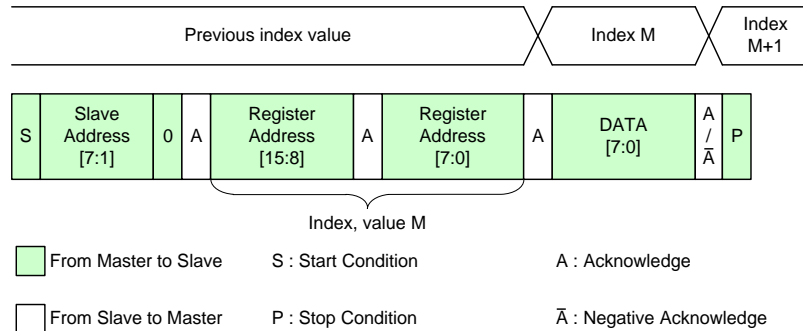 Previous index value
Index M
Index
M+1
S
Slave
Address
[7:1]
0
A
Register
Address
[15:8]
A
Register
Address
[7:0]
A
DATA
[7:0]
A
/
A̅
P
Index, value M
From Master to Slave
S : Start Condition
A : Acknowledge
From Slave to Master
P : Stop Condition
A̅ : Negative Acknowledge